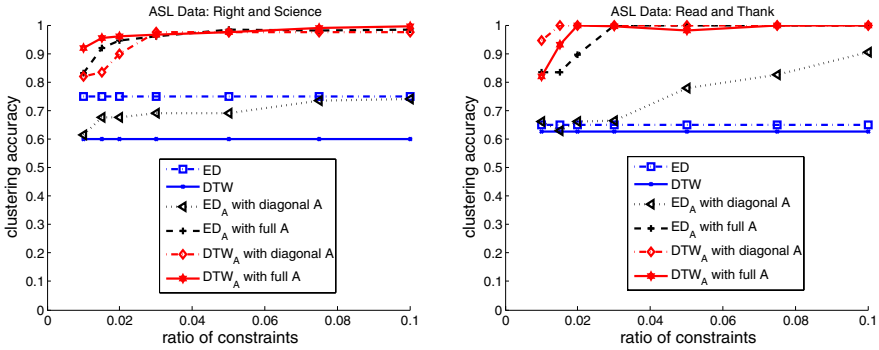 ASL Data: Right and Science
1
0.9
0.8
0.7
0.6
0.5
0.4
0.3
0.2
0.1
0
clustering accuracy
ED
DTW
ED_A with diagonal A
ED_A with full A
DTW_A with diagonal A
DTW_A with full A
0 0.02 0.04 0.06 0.08 0.1
ratio of constraints
ASL Data: Read and Thank
1
0.9
0.8
0.7
0.6
0.5
0.4
0.3
0.2
0.1
0
clustering accuracy
ED
DTW
ED_A with diagonal A
ED_A with full A
DTW_A with diagonal A
DTW_A with full A
0 0.02 0.04 0.06 0.08 0.1
ratio of constraints